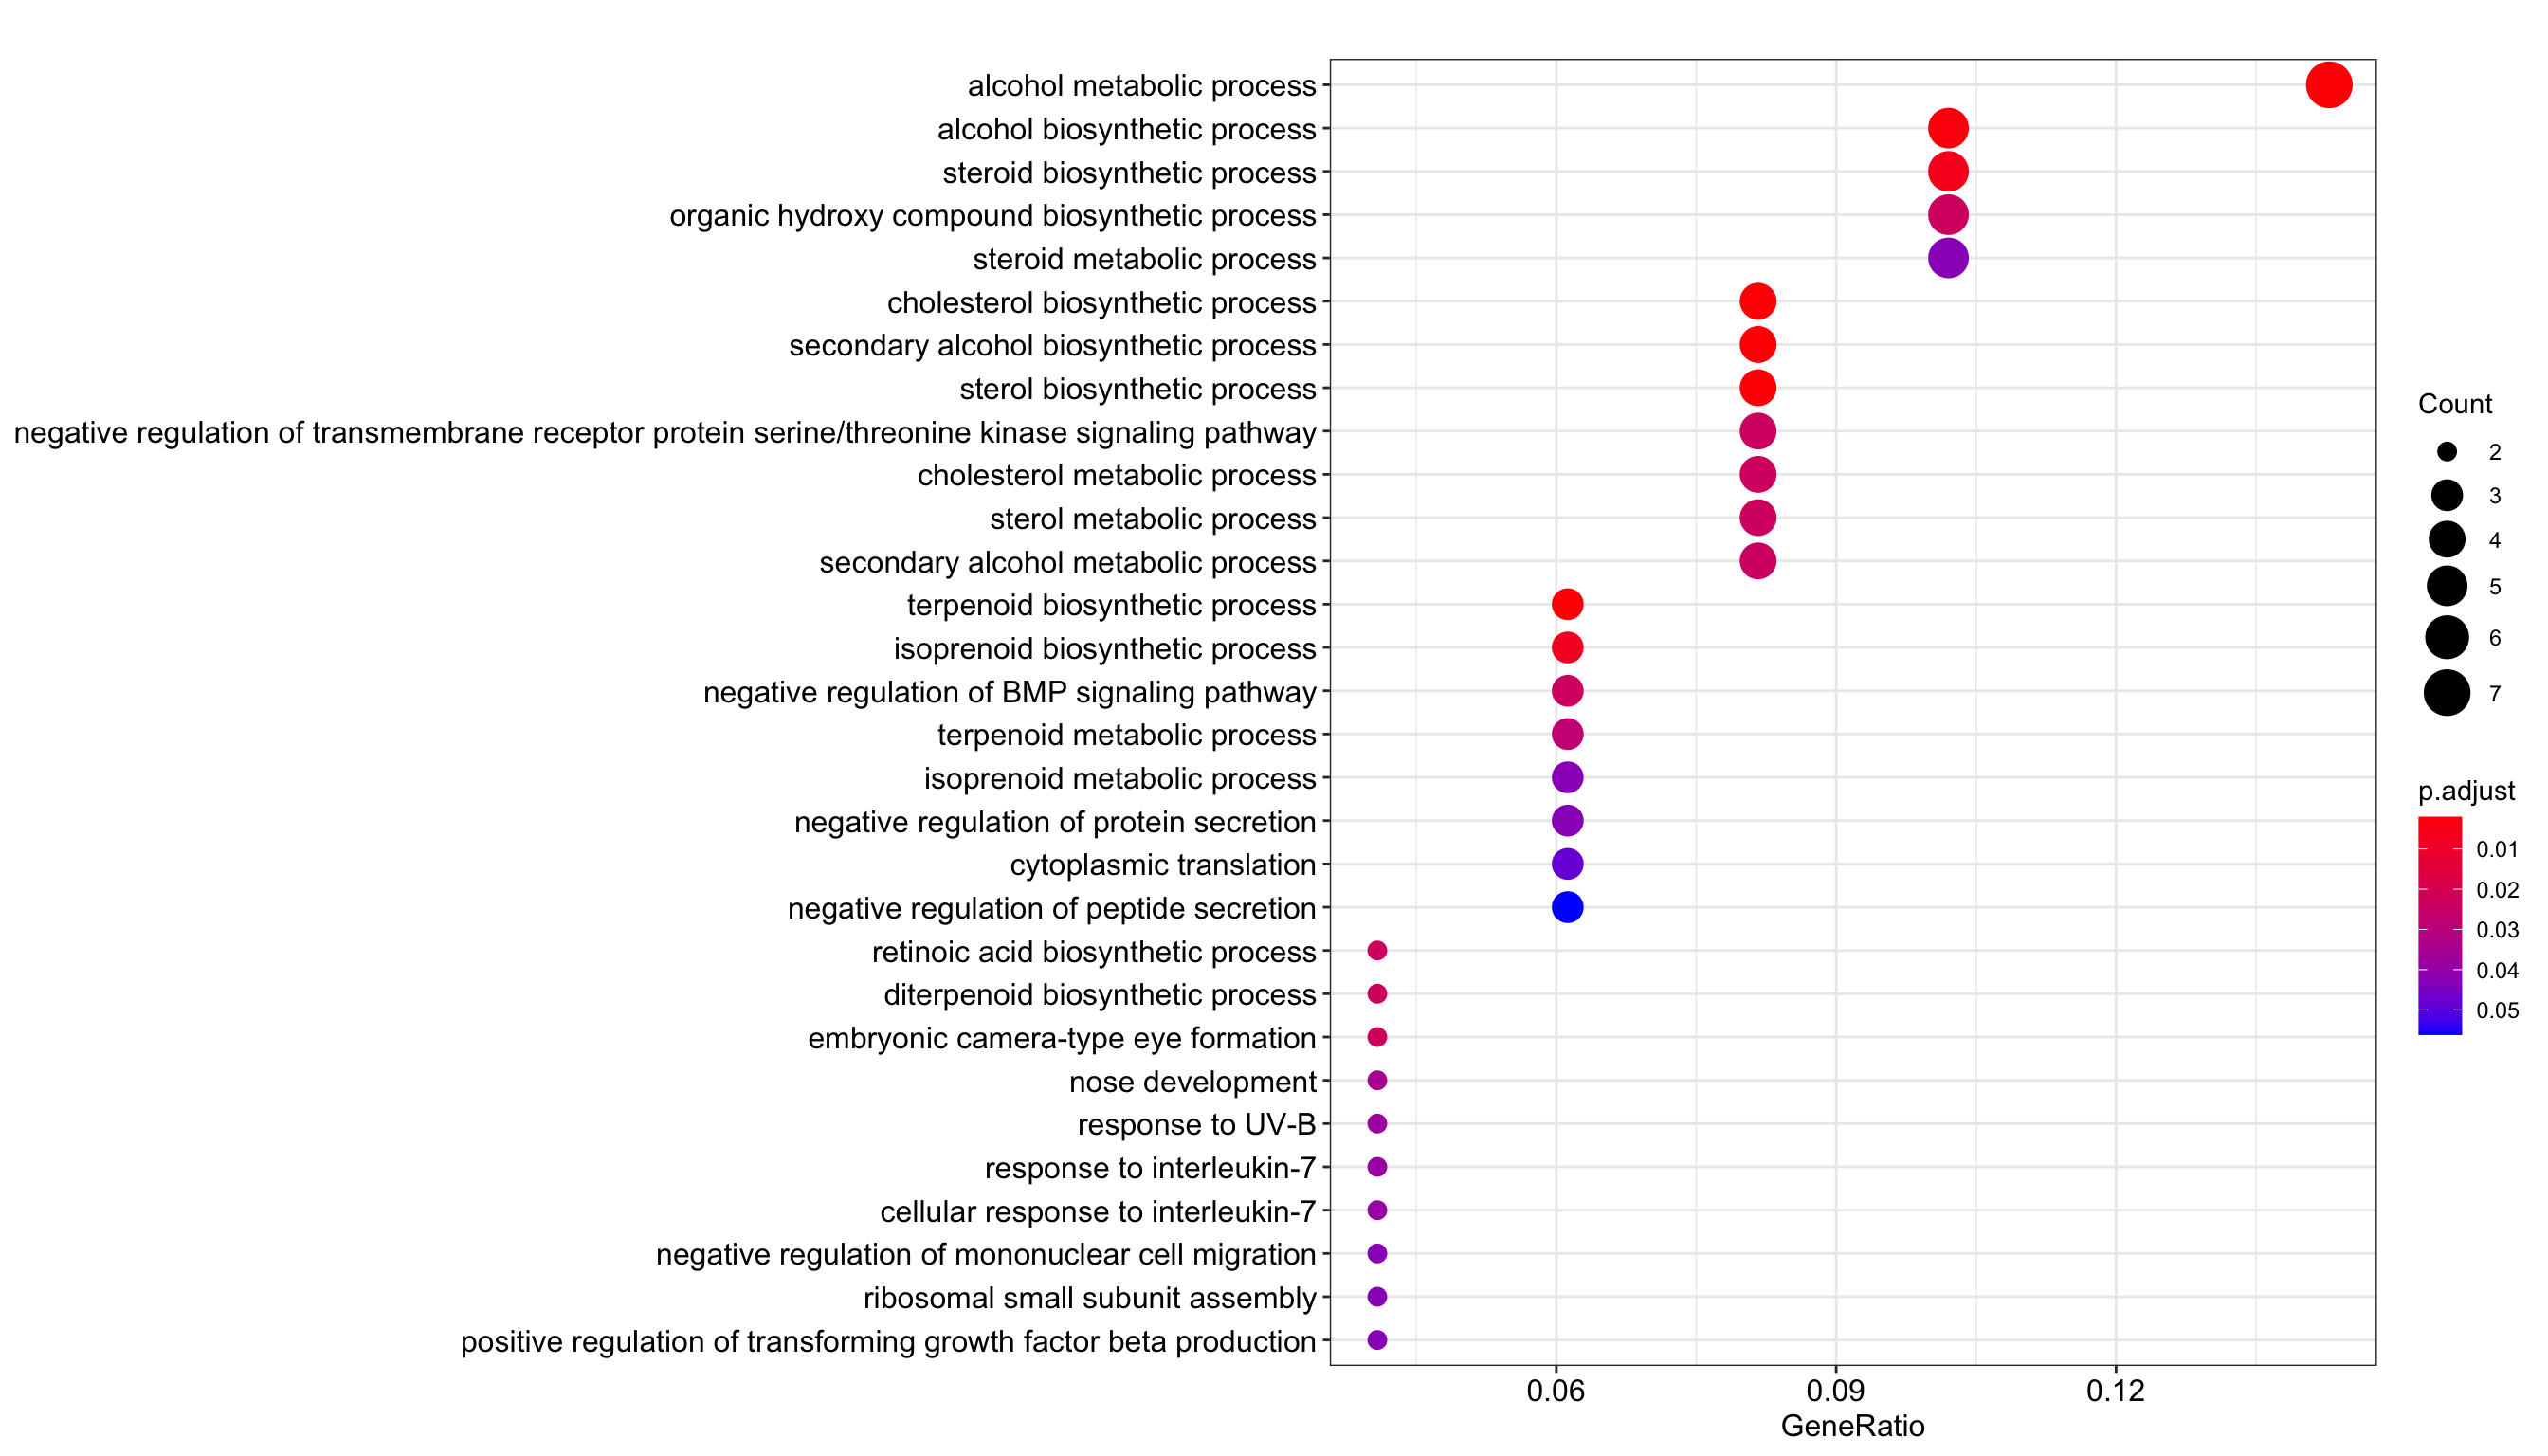 alcohol metabolic process
alcohol biosynthetic process
steroid biosynthetic process
organic hydroxy compound biosynthetic process
steroid metabolic process
cholesterol biosynthetic process
secondary alcohol biosynthetic process
sterol biosynthetic process
negative regulation of transmembrane receptor protein serine/threonine kinase signaling pathway
cholesterol metabolic process
sterol metabolic process
secondary alcohol metabolic process
terpenoid biosynthetic process
isoprenoid biosynthetic process
negative regulation of BMP signaling pathway
terpenoid metabolic process
isoprenoid metabolic process
negative regulation of protein secretion
cytoplasmic translation
negative regulation of peptide secretion
retinoic acid biosynthetic process
diterpenoid biosynthetic process
embryonic camera-type eye formation
nose development
response to UV-B
response to interleukin-7
cellular response to interleukin-7
negative regulation of mononuclear cell migration
ribosomal small subunit assembly
positive regulation of transforming growth factor beta production
0.06 0.09 0.12
GeneRatio
Count
2
3
4
5
6
7
p.adjust
0.01
0.02
0.03
0.04
0.05